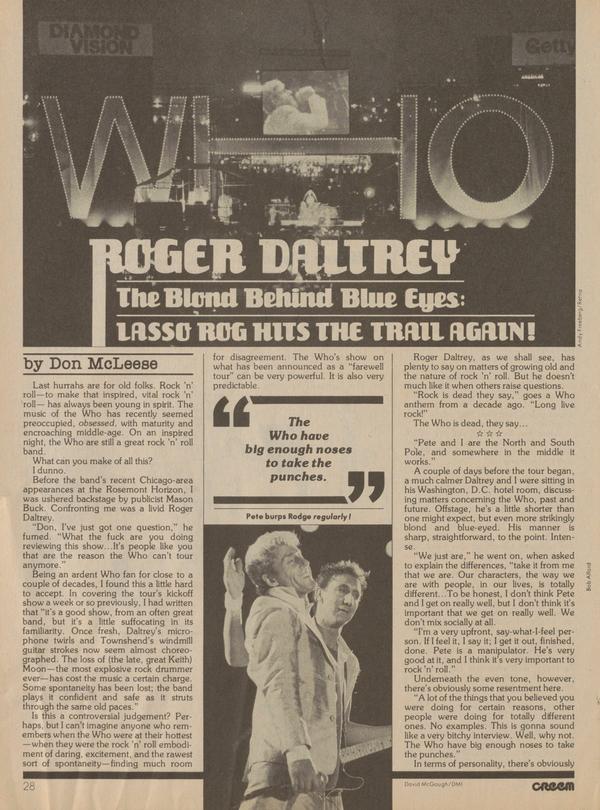 DIAMOND
VISION
Getty
WHO
ROGER DALTREY
The Blond Behind Blue Eyes:
LASSO ROG HITS THE TRAIL AGAIN!
Andy Freeberg/Retna
by Don McLeese
Last hurrahs are for old folks. Rock 'n'
roll—to make that inspired, vital rock 'n'
roll— has always been young in spirit. The
music of the Who has recently seemed
preoccupied, obsessed, with maturity and
encroaching middle-age. On an inspired
night, the Who are still a great rock 'n' roll
band.
What can you make of all this?
I dunno.
Before the band's recent Chicago-area
appearances at the Rosemont Horizon, I
was ushered backstage by publicist Mason
Buck. Confronting me was a livid Roger
Daltrey.
"Don, I've just got one question," he
fumed. "What the fuck are you doing
reviewing this show...It's people like you
that are the reason the Who can't tour
anymore."
Being an ardent Who fan for close to a
couple of decades, I found this a little hard
to accept. In covering the tour's kickoff
show a week or so previously, I had written
that "it's a good show, from an often great
band, but it's a little suffocating in its
familiarity. Once fresh, Daltrey's micro-
phone twirls and Townshend's windmill
guitar strokes now seem almost choreo-
graphed. The loss of (the late, great Keith)
Moon—the most explosive rock drummer
ever—has cost the music a certain charge.
Some spontaneity has been lost; the band
plays it confident and safe as it struts
through the same old paces."
Is this a controversial judgement? Per-
haps, but I can't imagine anyone who rem-
embers when the Who were at their hottest
—when they were the rock 'n' roll embodi-
ment of daring, excitement, and the rawest
sort of spontaneity—finding much room
for disagreement. The Who's show on
what has been announced as a "farewell
tour" can be very powerful. It is also very
predictable.
"The
Who have
big enough noses
to take the
punches."
Pete burps Rodge regularly!
Roger Daltrey, as we shall see, has
plenty to say on matters of growing old and
the nature of rock 'n' roll. But he doesn't
much like it when others raise questions.
"Rock is dead they say," goes a Who
anthem from a decade ago. "Long live
rock!"
The Who is dead, they say...
☆ ☆ ☆
"Pete and I are the North and South
Pole, and somewhere in the middle it
works."
A couple of days before the tour began,
a much calmer Daltrey and I were sitting in
his Washington, D.C. hotel room, discuss-
ing matters concerning the Who, past and
future. Offstage, he's a little shorter than
one might expect, but even more strikingly
blond and blue-eyed. His manner is
sharp, straightforward, to the point. Inten-
se.
"We just are," he went on, when asked
to explain the differences, "take it from me
that we are. Our characters, the way we
are with people, in our lives, is totally
different...To be honest, I don't think Pete
and I get on really well, but I don't think it's
important that we get on really well. We
don't mix socially at all.
"I'm a very upfront, say-what-I-feel per-
son. If I feel it, I say it; I get it out, finished,
done. Pete is a manipulator. He's very
good at it, and I think it's very important to
rock 'n' roll."
Underneath the even tone, however,
there's obviously some resentment here.
"A lot of the things that you believed you
were doing for certain reasons, other
people were doing for totally different
ones. No examples. This is gonna sound
like a very bitchy interview. Well, why not.
The Who have big enough noses to take
the punches."
In terms of personality, there's obviously
Bob Alford
28
David McGough/DMI
CREEM